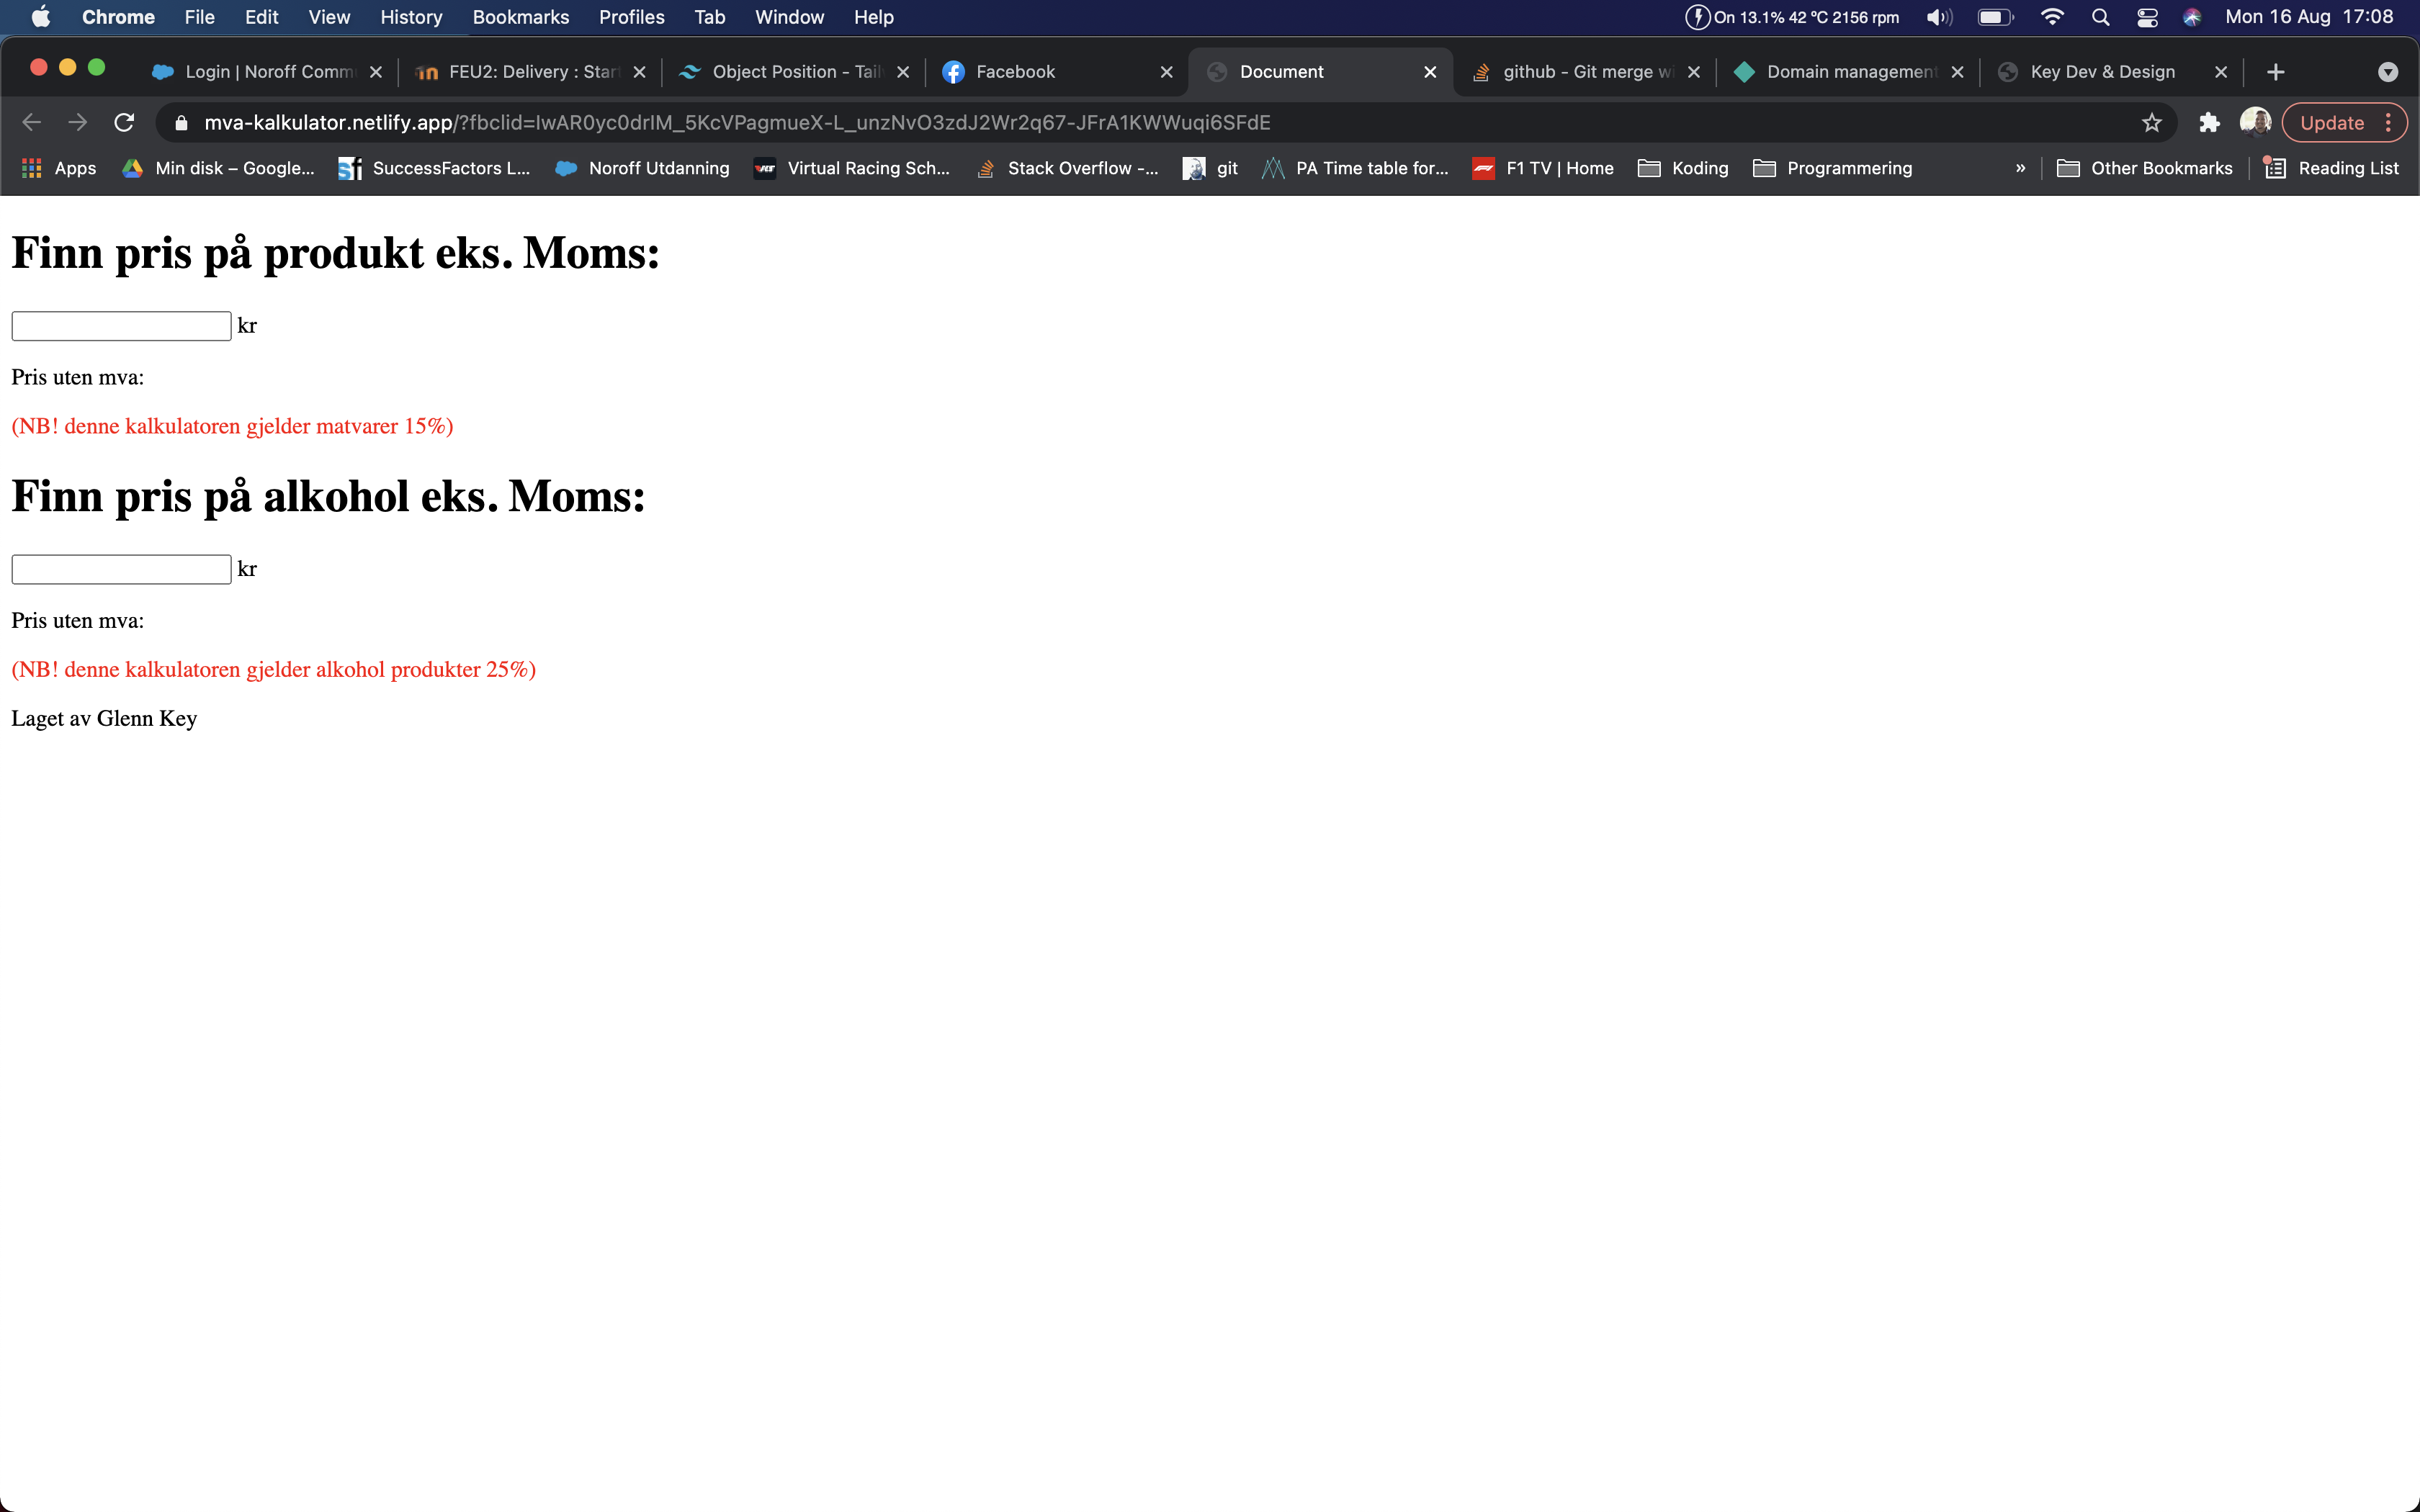 Chrome File Edit View History Bookmarks Profiles Tab Window Help On 13.1% 42 °C 2156 rpm Mon 16 Aug 17:08
Login | Noroff Comm FEU2: Delivery : Star Object Position - Tail Facebook Document github - Git merge wi Domain management Key Dev & Design
mva-kalkulator.netlify.app/?fbclid=IwAR0yc0drIM_5KcVPagmueX-L_unzNvO3zdJ2Wr2q67-JFrA1KWWuqi6SFdE Update
Apps Min disk – Google... SuccessFactors L... Noroff Utdanning Virtual Racing Sch... Stack Overflow -... git PA Time table for... F1 TV | Home Koding Programmering » Other Bookmarks Reading List
Finn pris på produkt eks. Moms:
kr
Pris uten mva:
(NB! denne kalkulatoren gjelder matvarer 15%)
Finn pris på alkohol eks. Moms:
kr
Pris uten mva:
(NB! denne kalkulatoren gjelder alkohol produkter 25%)
Laget av Glenn Key